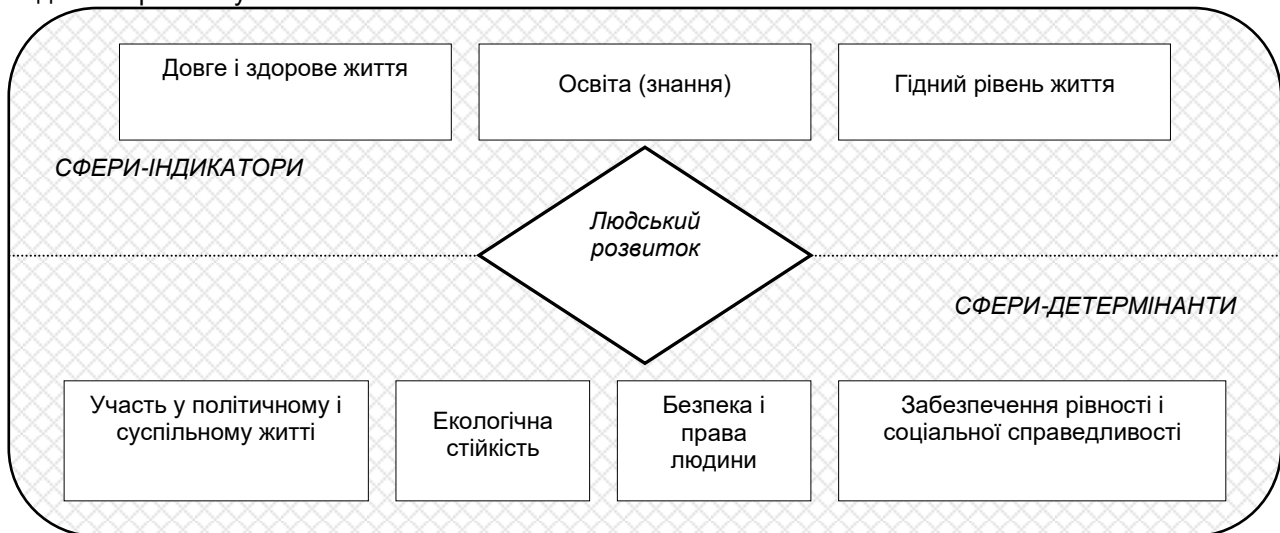 Довге і здорове життя
Освіта (знання)
Гідний рівень життя
СФЕРИ-ІНДИКАТОРИ
Людський
розвиток
СФЕРИ-ДЕТЕРМІНАНТИ
Участь у політичному і
суспільному житті
Екологічна
стійкість
Безпека і
права
людини
Забезпечення рівності і
соціальної справедливості